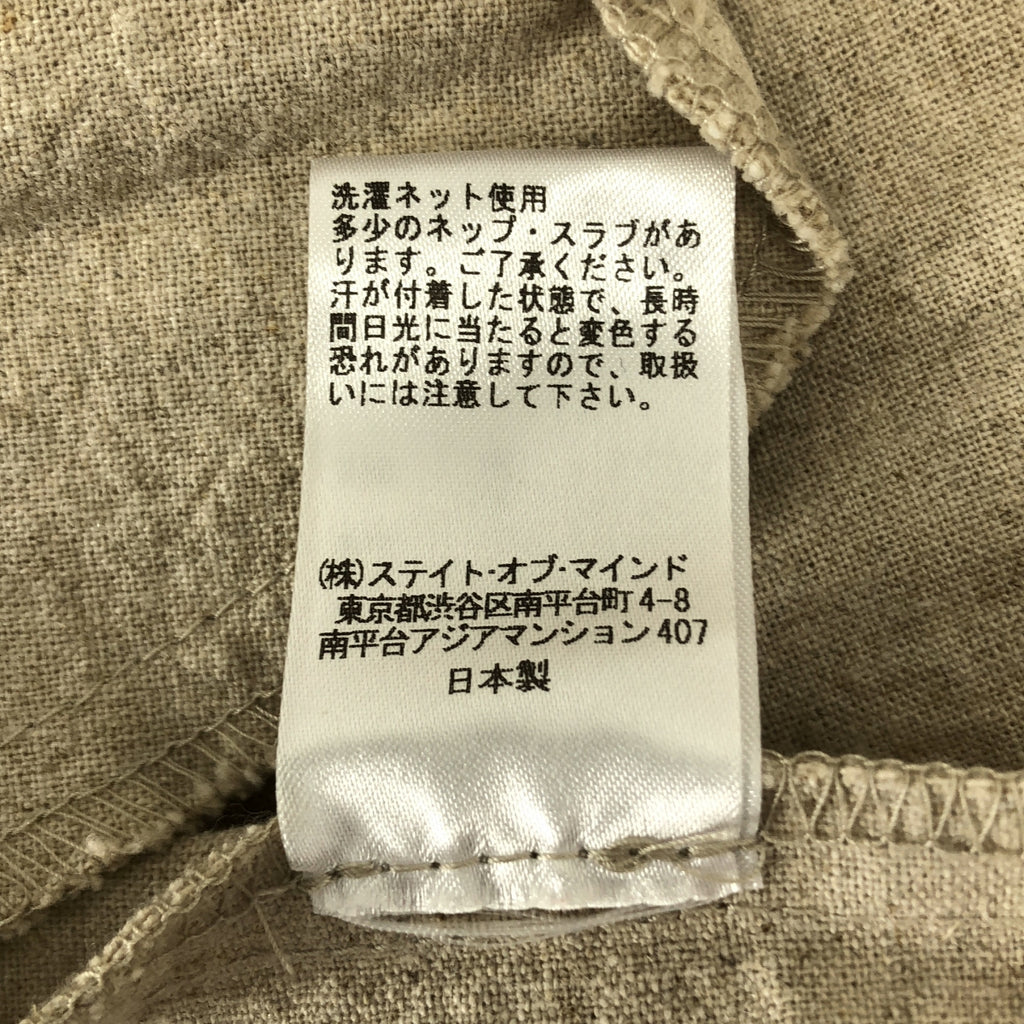 洗濯ネット使用
多少のネップ・スラブがあ
ります。ご了承ください。
汗が付着した状態で、長時
間日光に当たると変色する
恐れがありますので、取扱
いには注意して下さい。
(株)ステイト・オブ・マインド
東京都渋谷区南平台町 4-8
南平台アジアマンション 407
日本製